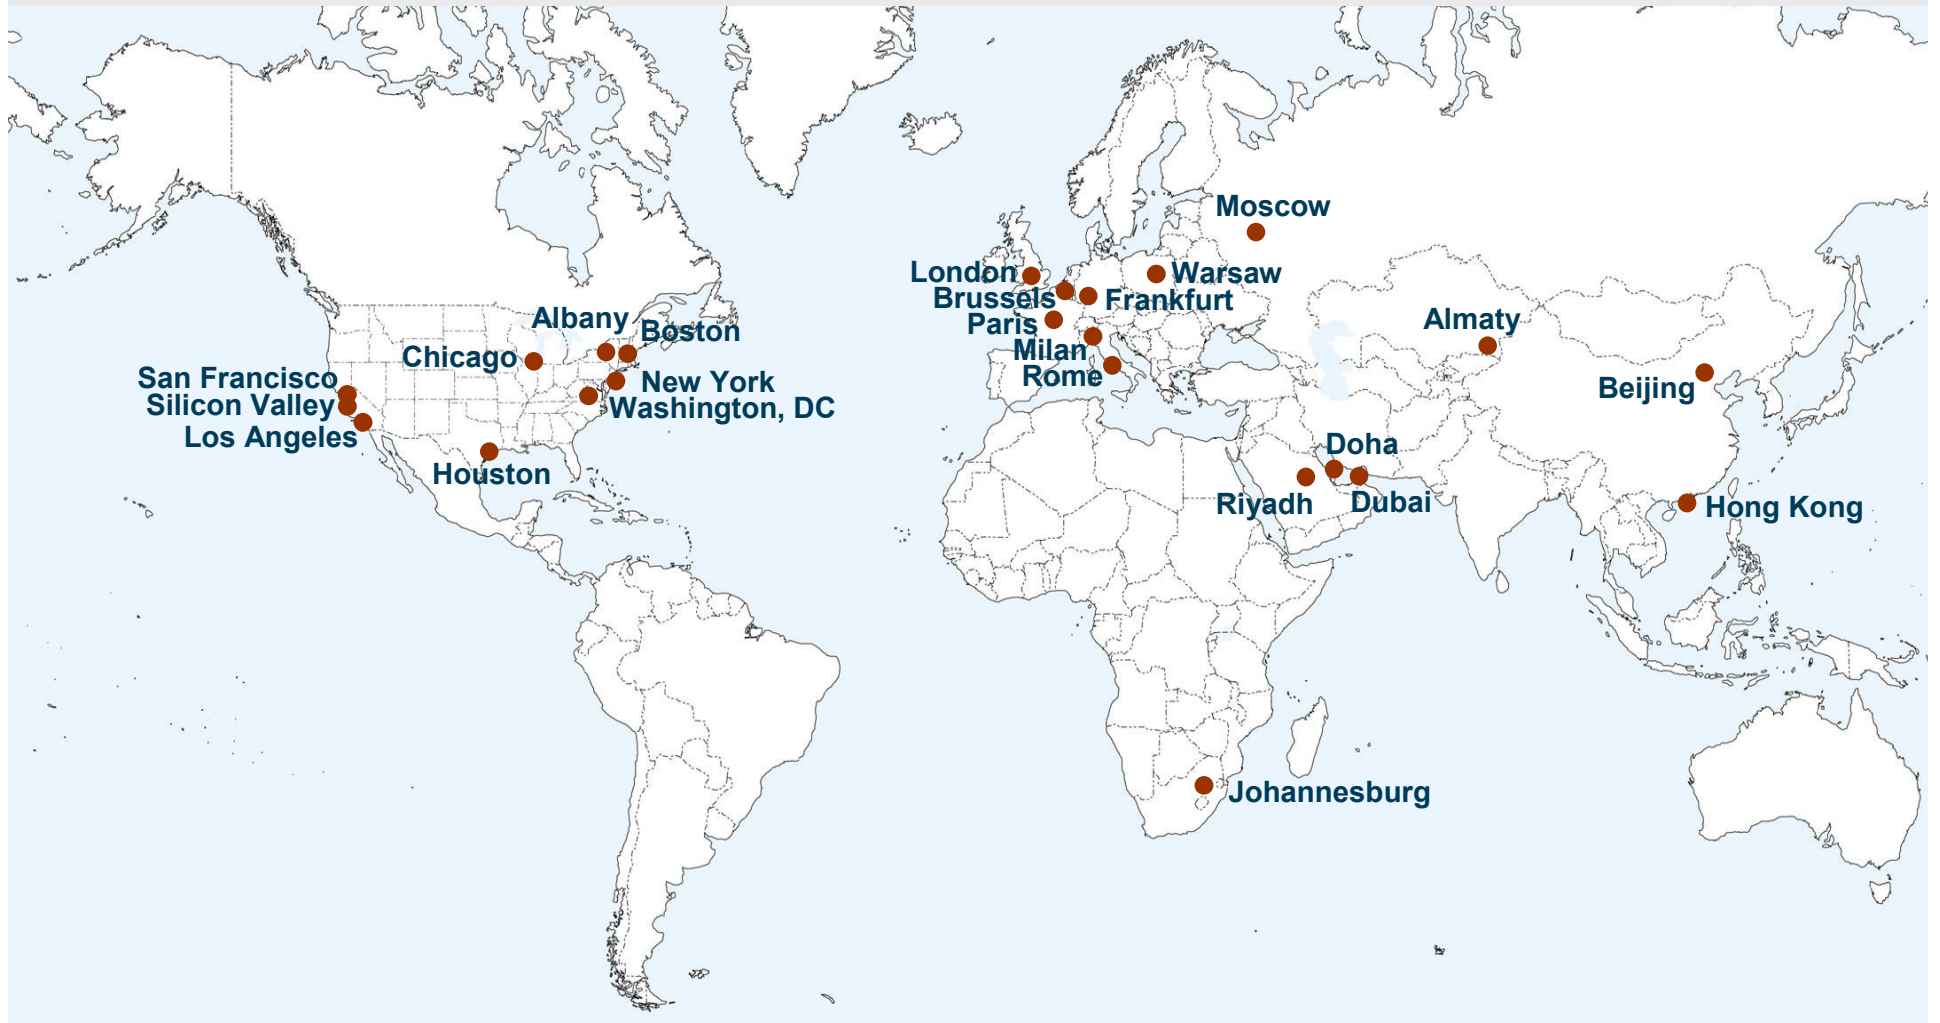 Moscow
London
Warsaw
Brussels
Frankfurt
Paris
Milan
Rome
Almaty
Beijing
Albany
Boston
Chicago
San Francisco
New York
Silicon Valley
Washington, DC
Los Angeles
Houston
Doha
Riyadh
Dubai
Hong Kong
Johannesburg